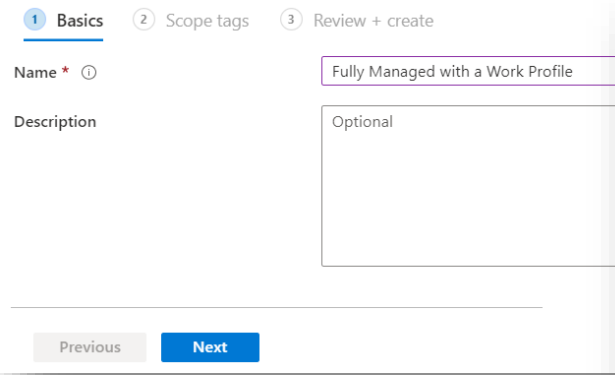 1 Basics 2 Scope tags 3 Review + create
Name * Fully Managed with a Work Profile
Description Optional
Previous Next